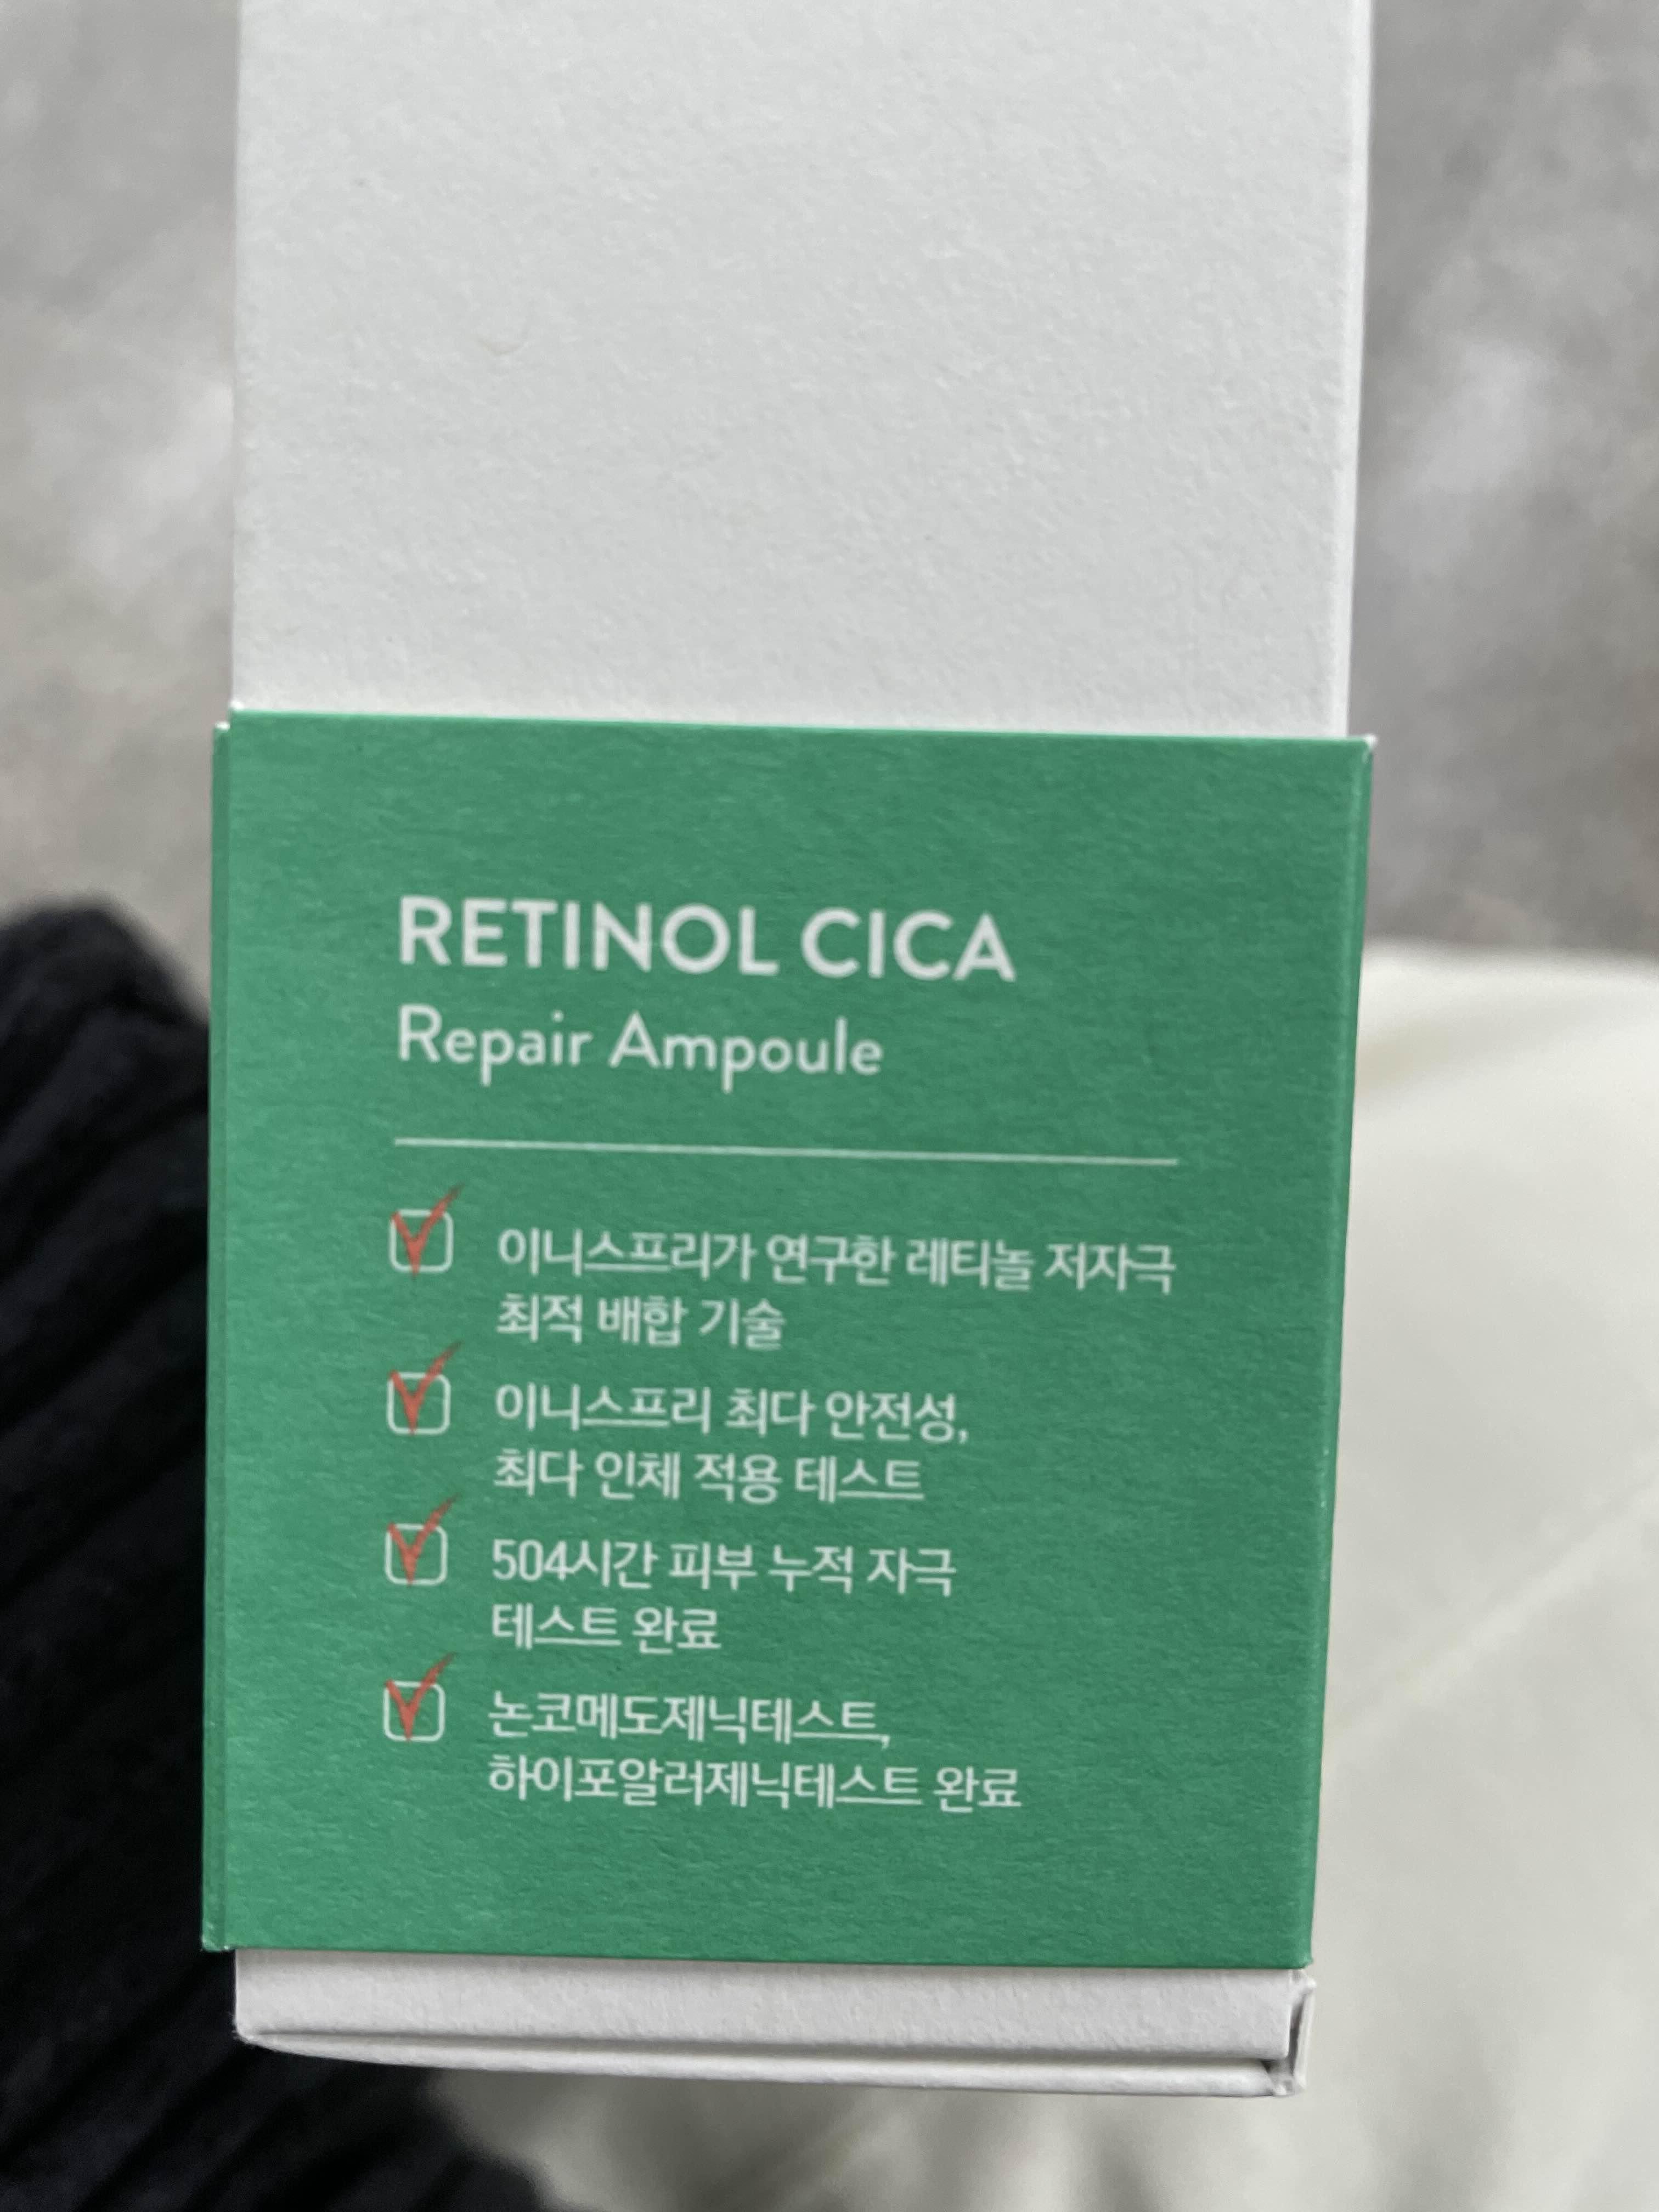 RETINOL CICA
Repair Ampoule
이니스프리가 연구한 레티놀 저자극
최적 배합 기술
이니스프리 최다 안전성,
최다 인체 적용 테스트
504시간 피부 누적 자극
테스트 완료
논코메도제닉테스트,
하이포알러제닉테스트 완료